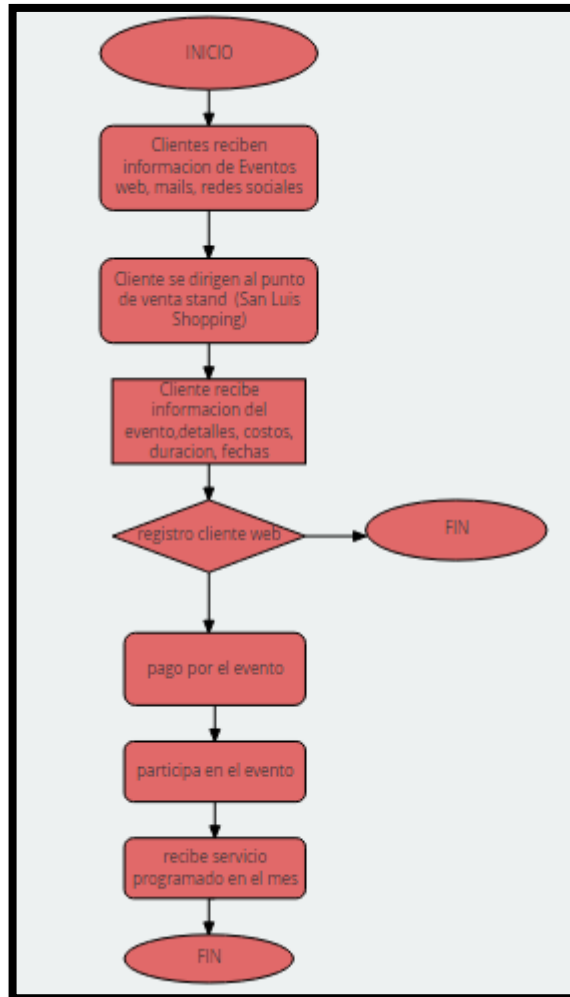 INICIO
Clientes reciben
informacion de Eventos
web, mails, redes sociales
Cliente se dirigen al punto
de venta stand (San Luis
Shopping)
Cliente recibe
informacion del
evento,detalles, costos,
duracion, fechas
registro cliente web
FIN
pago por el evento
participa en el evento
recibe servicio
programado en el mes
FIN